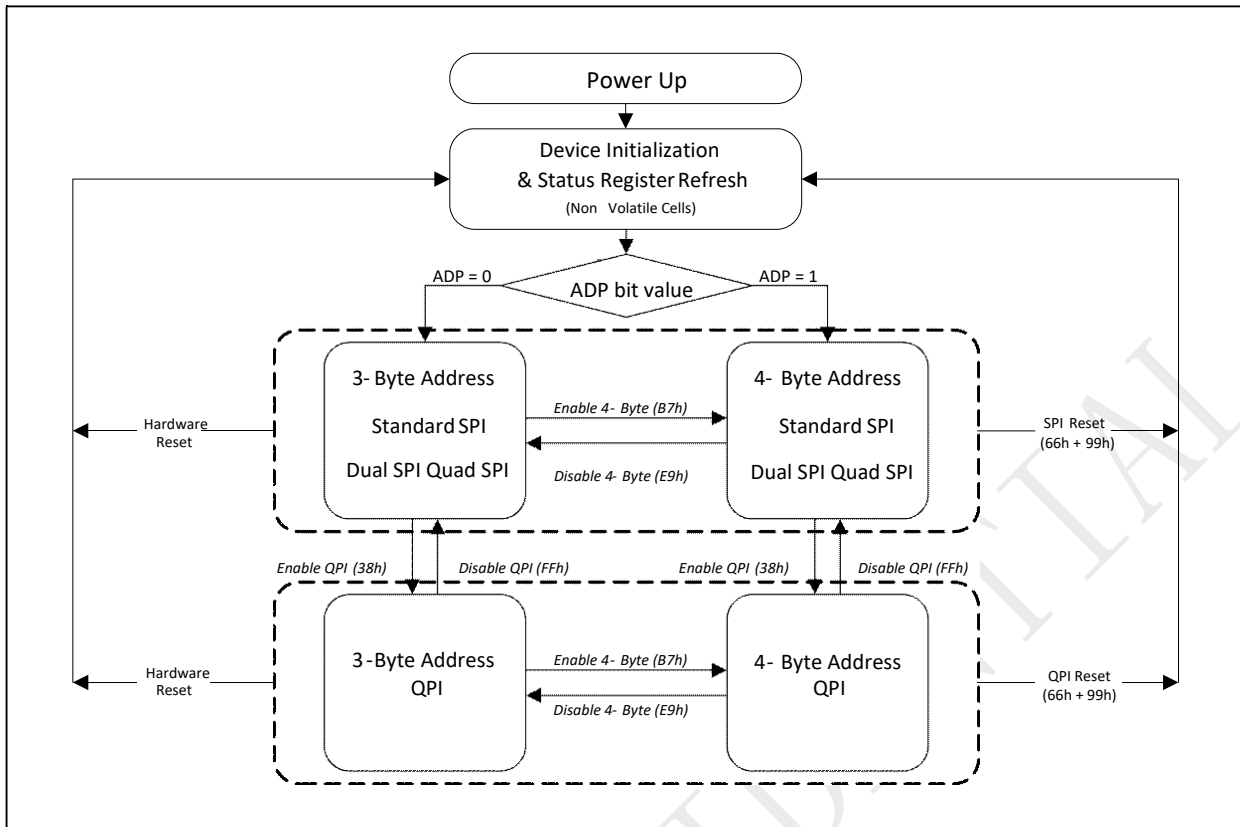 Power Up
Device Initialization
& Status Register Refresh
(Non Volatile Cells)
ADP = 0
ADP bit value
ADP = 1
3- Byte Address
Standard SPI
Dual SPI Quad SPI
Enable 4- Byte (B7h)
Disable 4- Byte (E9h)
4- Byte Address
Standard SPI
Dual SPI Quad SPI
Hardware
Reset
SPI Reset
(66h + 99h)
Enable QPI (38h)
Disable QPI (FFh)
Enable QPI (38h)
Disable QPI (FFh)
3-Byte Address
QPI
Enable 4- Byte (B7h)
Disable 4- Byte (E9h)
4- Byte Address
QPI
Hardware
Reset
QPI Reset
(66h + 99h)